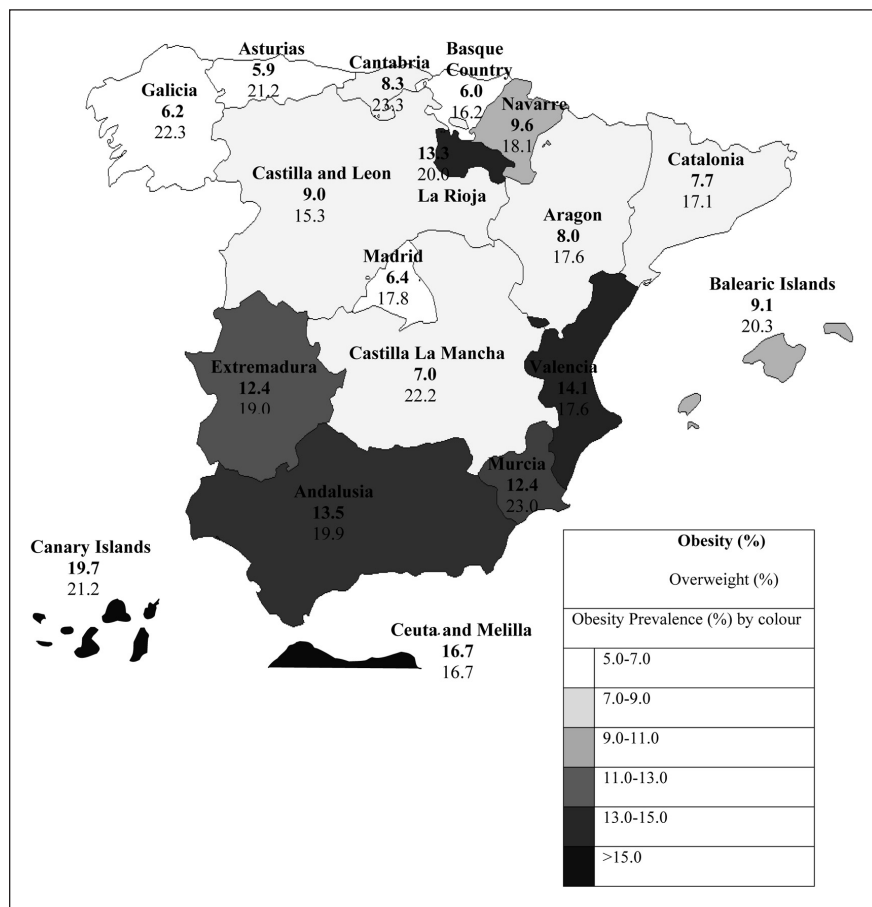 Asturias
5.9
21.2
Cantabria
8.3
23.3
Basque
Country
6.0
16.2
Galicia
6.2
22.3
Navarre
9.6
18.1
13.3
20.0
La Rioja
Castilla and Leon
9.0
15.3
Catalonia
7.7
17.1
Aragon
8.0
17.6
Madrid
6.4
17.8
Balearic Islands
9.1
20.3
Extremadura
12.4
19.0
Castilla La Mancha
7.0
22.2
Valencia
14.1
17.6
Murcia
12.4
23.0
Andalusia
13.5
19.9
Canary Islands
19.7
21.2
Ceuta and Melilla
16.7
16.7
Obesity (%)
Overweight (%)
Obesity Prevalence (%) by colour
5.0-7.0
7.0-9.0
9.0-11.0
11.0-13.0
13.0-15.0
>15.0